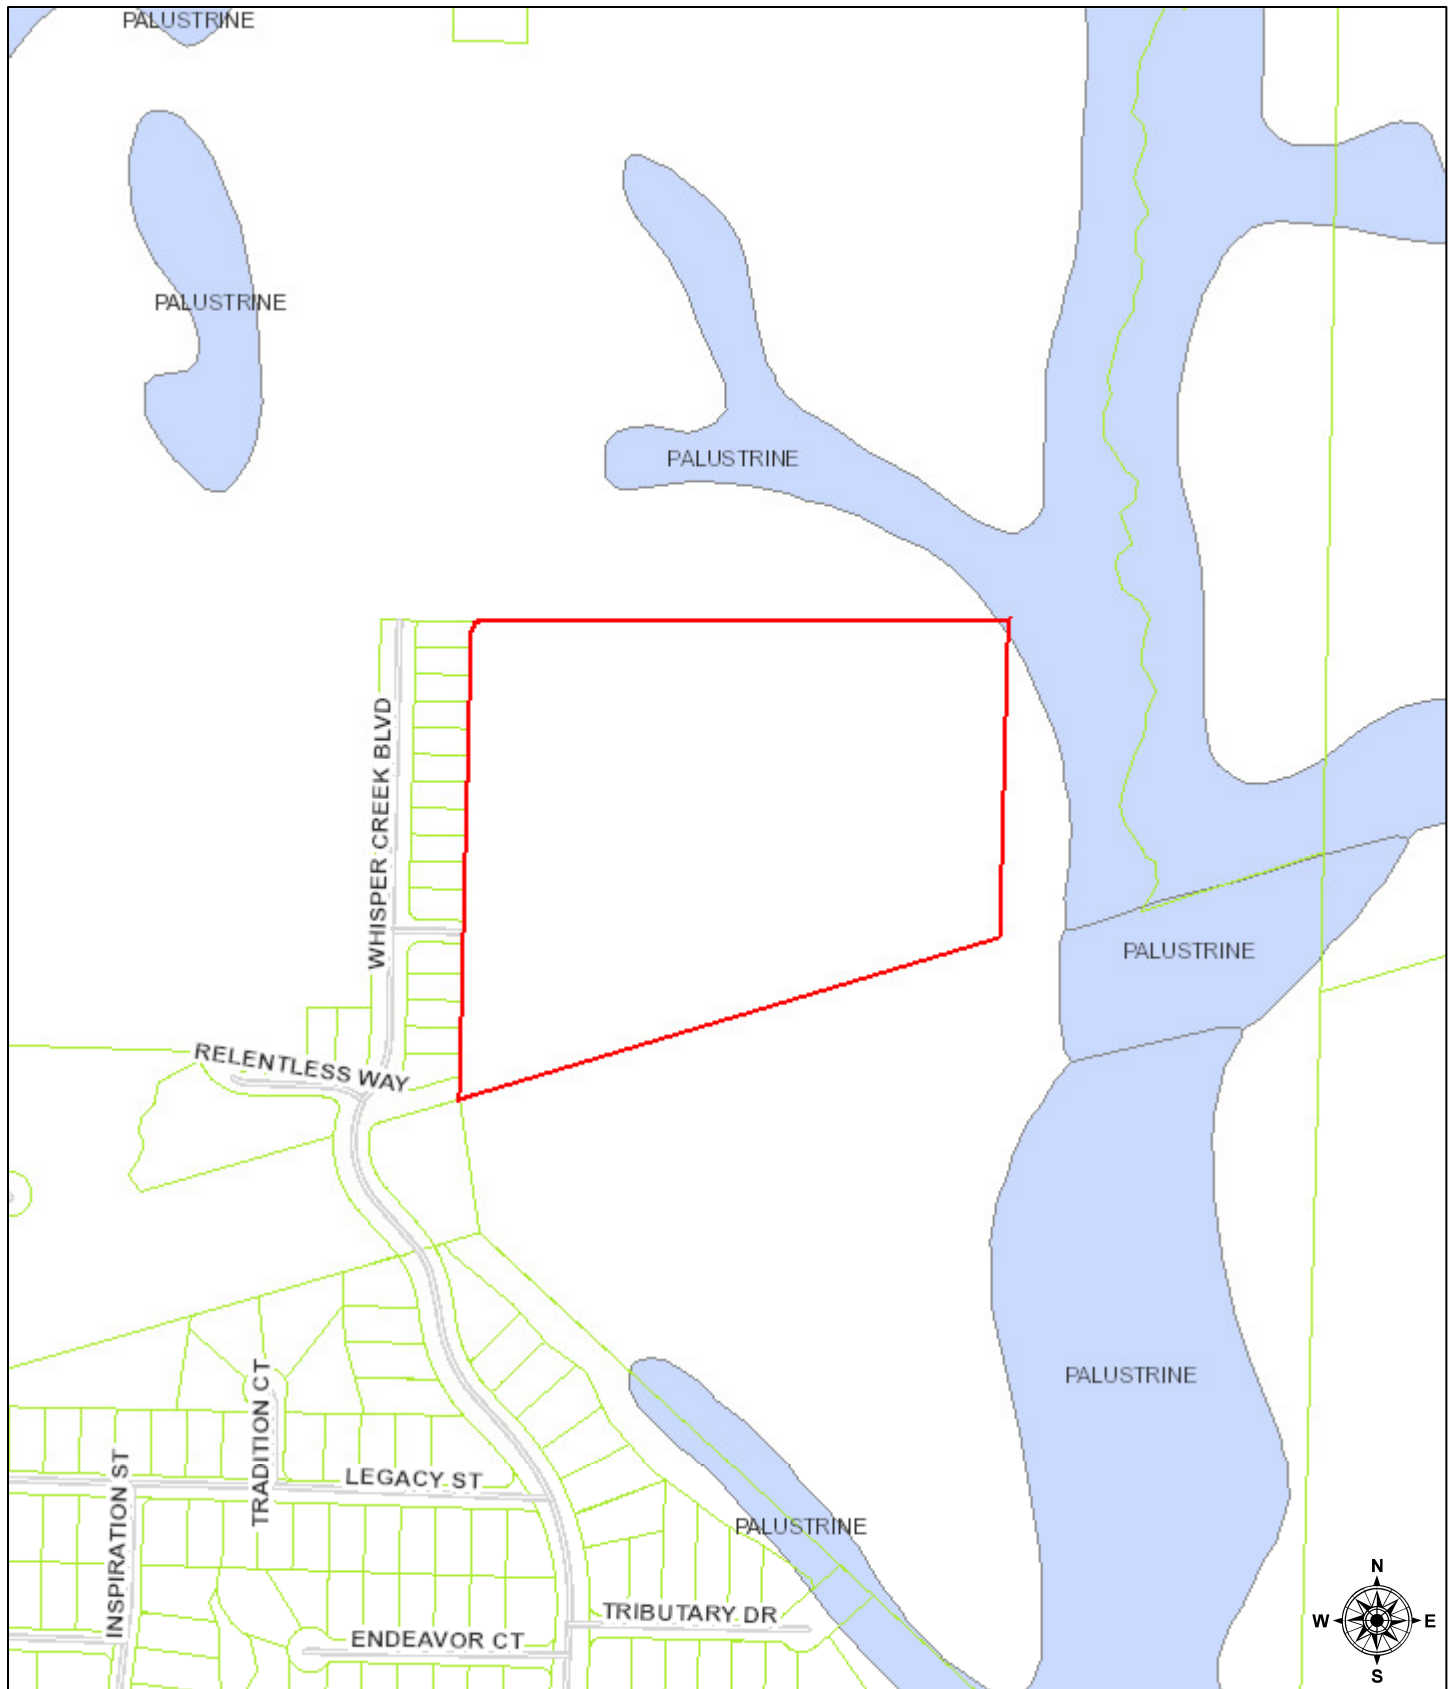 PALUSTRINE
PALUSTRINE
PALUSTRINE
WHISPER CREEK BLVD
PALUSTRINE
RELENTLESS WAY
PALUSTRINE
TRADITION CT
LEGACY ST
INSPIRATION ST
PALUSTRINE
TRIBUTARY DR
ENDEAVOR CT
N
W E
S